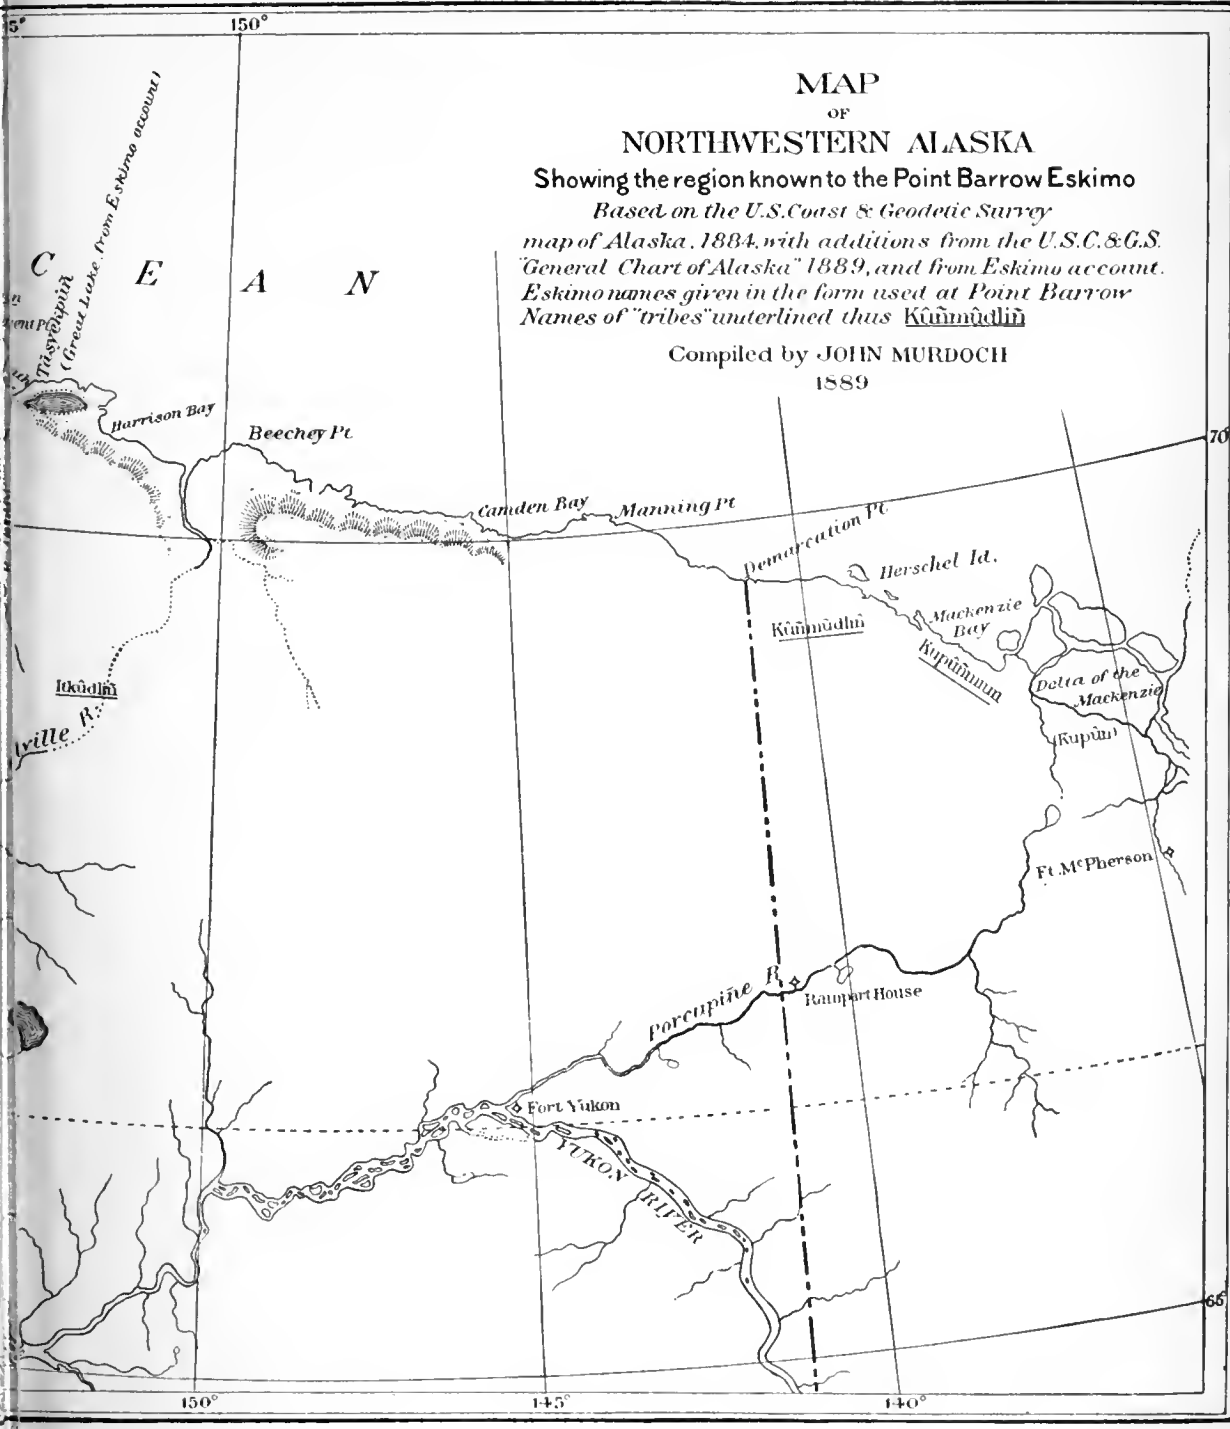 150°
MAP
OF
NORTHWESTERN ALASKA
Showing the region known to the Point Barrow Eskimo
Based on the U.S. Coast & Geodetic Survey
map of Alaska, 1884, with additions from the U.S.C.&G.S.
"General Chart of Alaska" 1889, and from Eskimo account.
Eskimo names given in the form used at Point Barrow
Names of "tribes" underlined thus Kûñmûdliñ
Compiled by JOHN MURDOCH
1889
C E A N
Tăsyĕkpûñ
(Great Lake, from Eskimo account)
Harrison Bay
Beechey Pt
70°
Camden Bay
Manning Pt
Demarcation Pt
Herschel Id.
Mackenzie
Bay
Kûñmûdliñ
Kupûñmiun
Delta of the
Mackenzie
(Kupûñ)
Itkûdliñ
ville R.
Ft. McPherson
Porcupine R.
Rampart House
Fort Yukon
YUKON RIVER
65°
150°
145°
140°